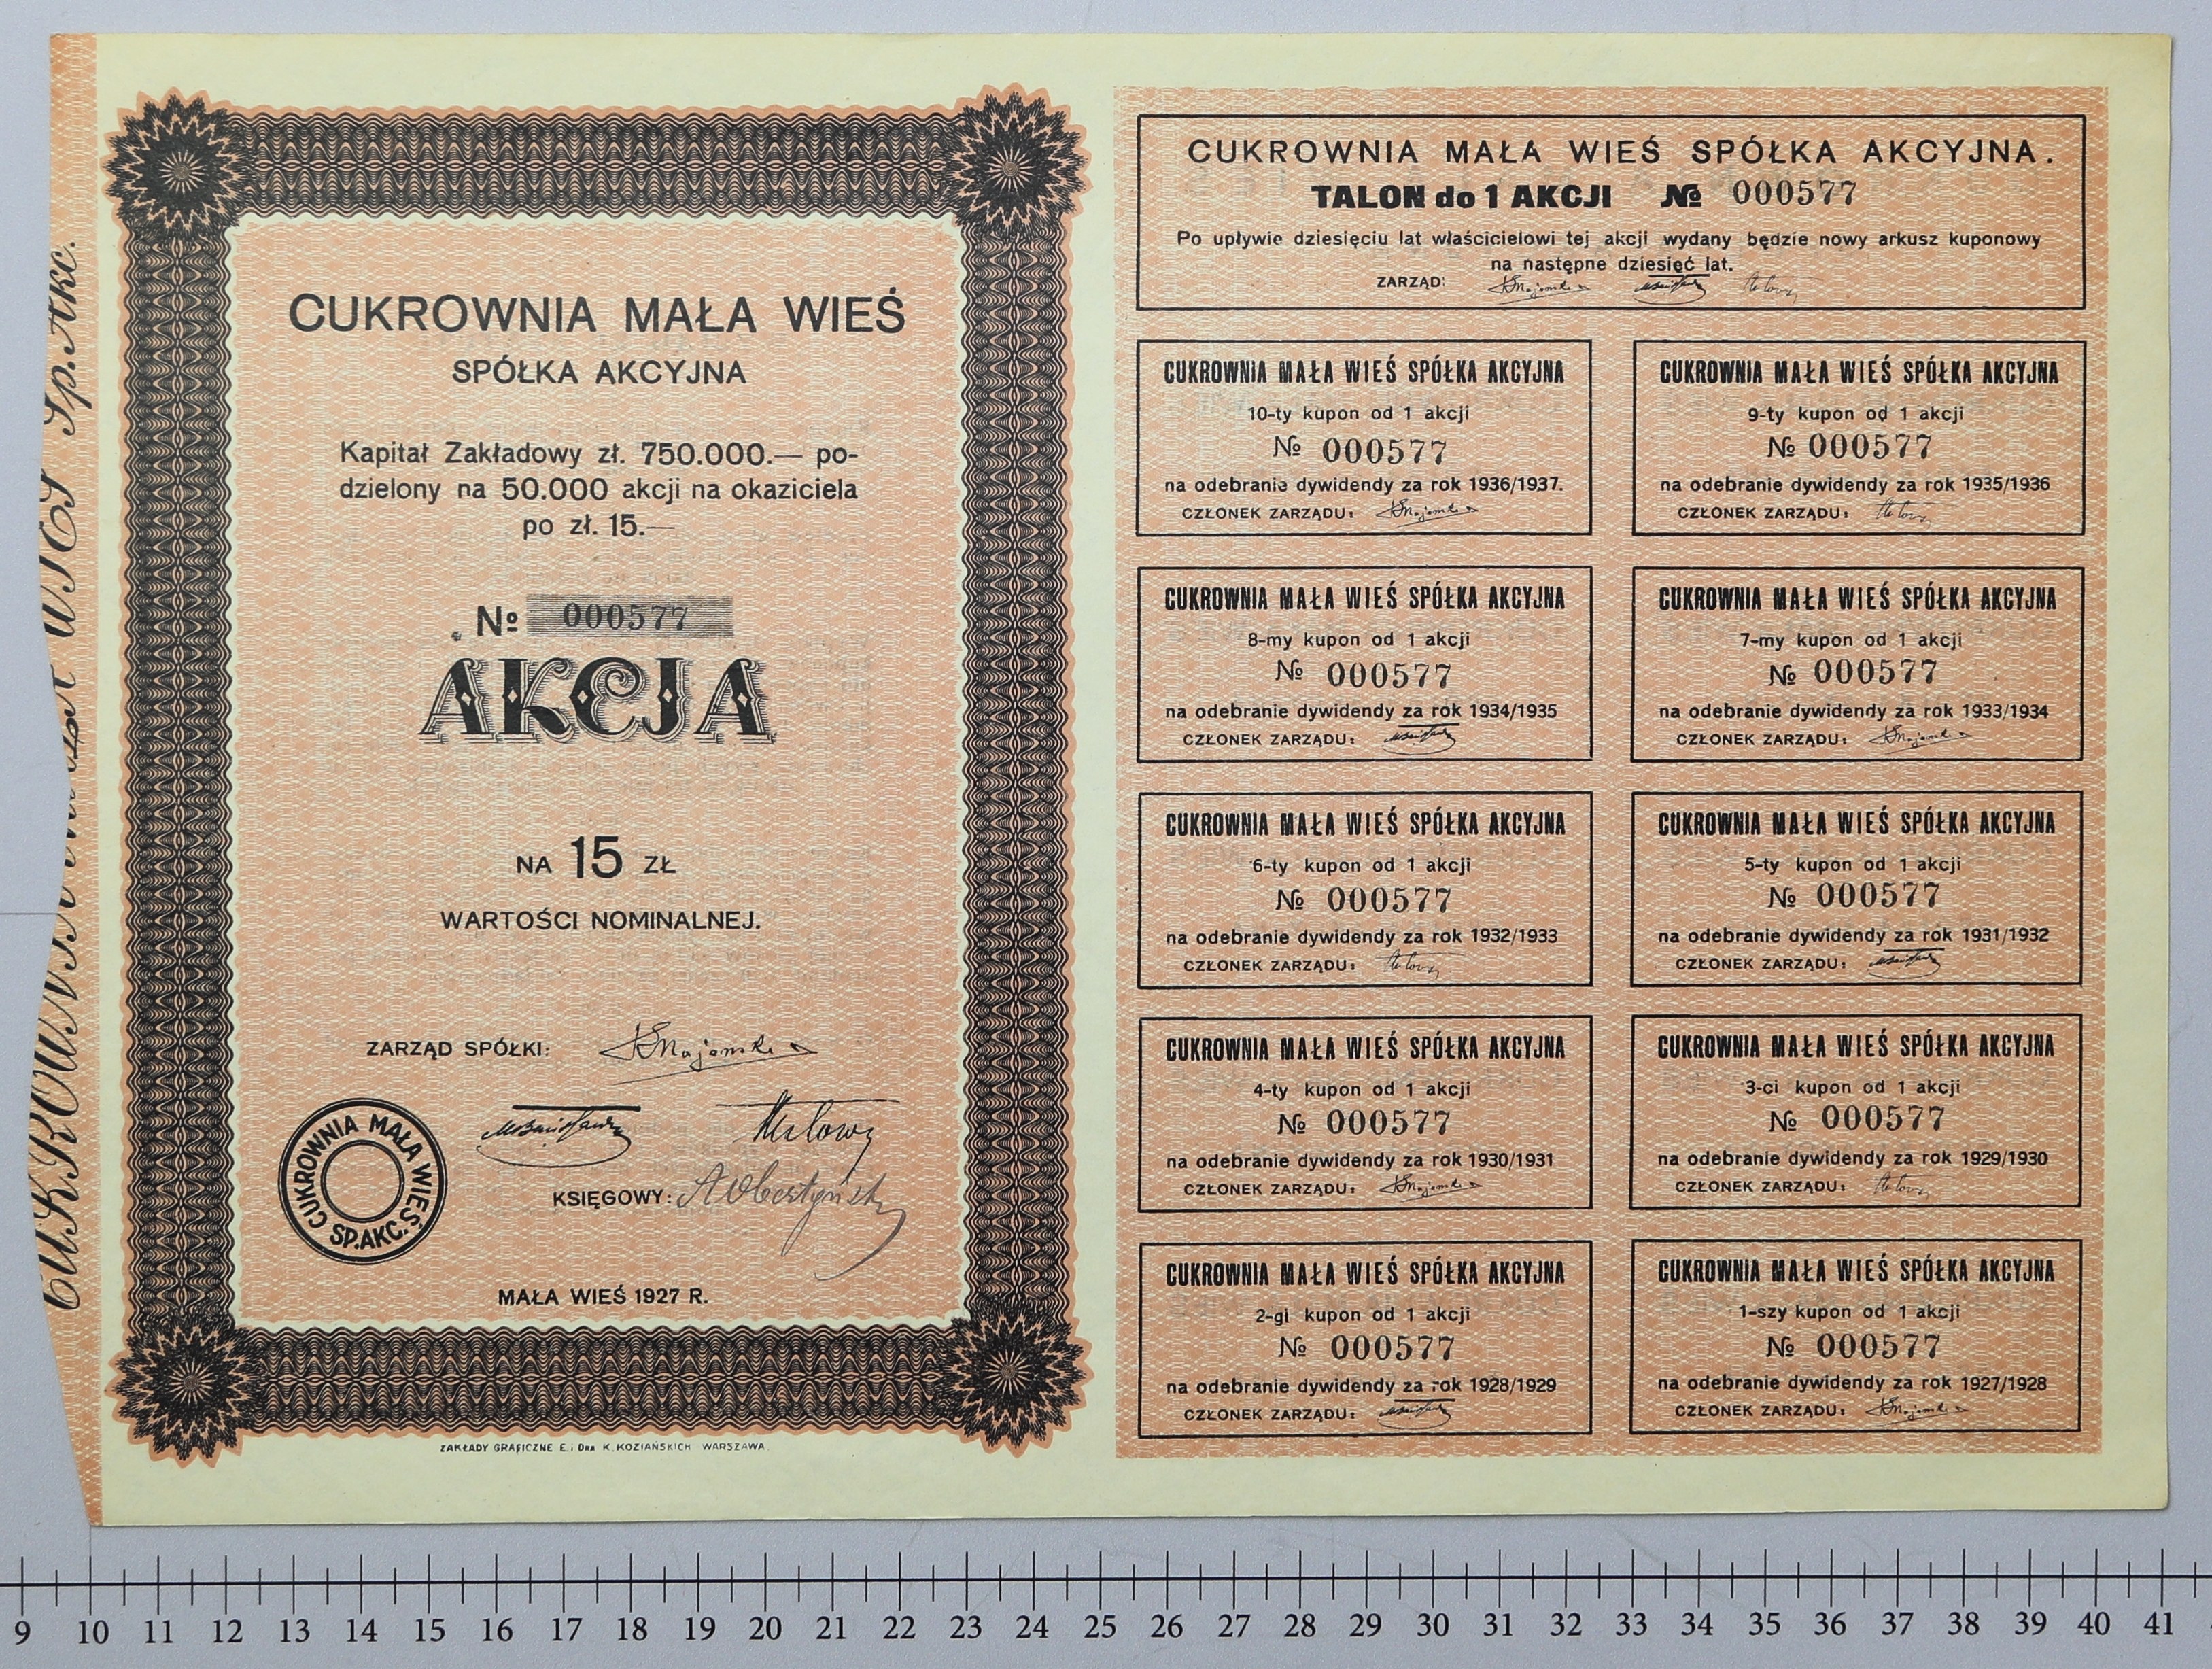 CUKROWNIA MAŁA WIEŚ
SPÓŁKA AKCYJNA
Kapitał Zakładowy zł. 750.000.— po-
dzielony na 50.000 akcji na okaziciela
po zł. 15.—
№ 000577
AKCJA
NA 15 ZŁ
WARTOŚCI NOMINALNEJ.
ZARZĄD SPÓŁKI:
CUKROWNIA MAŁA WIEŚ
SP.AKC.
KSIĘGOWY:
MAŁA WIEŚ 1927 R.
ZAKŁADY GRAFICZNE E. i Dra K. KOZIAŃSKICH WARSZAWA
Sp. Akc.
CUKROWNIA MAŁA WIEŚ SPÓŁKA AKCYJNA.
TALON do 1 AKCJI № 000577
Po upływie dziesięciu lat właścicielowi tej akcji wydany będzie nowy arkusz kuponowy
na następne dziesięć lat.
ZARZĄD:
CUKROWNIA MAŁA WIEŚ SPÓŁKA AKCYJNA
10-ty kupon od 1 akcji
№ 000577
na odebranie dywidendy za rok 1936/1937.
CZŁONEK ZARZĄDU:
CUKROWNIA MAŁA WIEŚ SPÓŁKA AKCYJNA
9-ty kupon od 1 akcji
№ 000577
na odebranie dywidendy za rok 1935/1936
CZŁONEK ZARZĄDU:
CUKROWNIA MAŁA WIEŚ SPÓŁKA AKCYJNA
8-my kupon od 1 akcji
№ 000577
na odebranie dywidendy za rok 1934/1935
CZŁONEK ZARZĄDU:
CUKROWNIA MAŁA WIEŚ SPÓŁKA AKCYJNA
7-my kupon od 1 akcji
№ 000577
na odebranie dywidendy za rok 1933/1934
CZŁONEK ZARZĄDU:
CUKROWNIA MAŁA WIEŚ SPÓŁKA AKCYJNA
6-ty kupon od 1 akcji
№ 000577
na odebranie dywidendy za rok 1932/1933
CZŁONEK ZARZĄDU:
CUKROWNIA MAŁA WIEŚ SPÓŁKA AKCYJNA
5-ty kupon od 1 akcji
№ 000577
na odebranie dywidendy za rok 1931/1932
CZŁONEK ZARZĄDU:
CUKROWNIA MAŁA WIEŚ SPÓŁKA AKCYJNA
4-ty kupon od 1 akcji
№ 000577
na odebranie dywidendy za rok 1930/1931
CZŁONEK ZARZĄDU:
CUKROWNIA MAŁA WIEŚ SPÓŁKA AKCYJNA
3-ci kupon od 1 akcji
№ 000577
na odebranie dywidendy za rok 1929/1930
CZŁONEK ZARZĄDU:
CUKROWNIA MAŁA WIEŚ SPÓŁKA AKCYJNA
2-gi kupon od 1 akcji
№ 000577
na odebranie dywidendy za rok 1928/1929
CZŁONEK ZARZĄDU:
CUKROWNIA MAŁA WIEŚ SPÓŁKA AKCYJNA
1-szy kupon od 1 akcji
№ 000577
na odebranie dywidendy za rok 1927/1928
CZŁONEK ZARZĄDU:
9 10 11 12 13 14 15 16 17 18 19 20 21 22 23 24 25 26 27 28 29 30 31 32 33 34 35 36 37 38 39 40 41